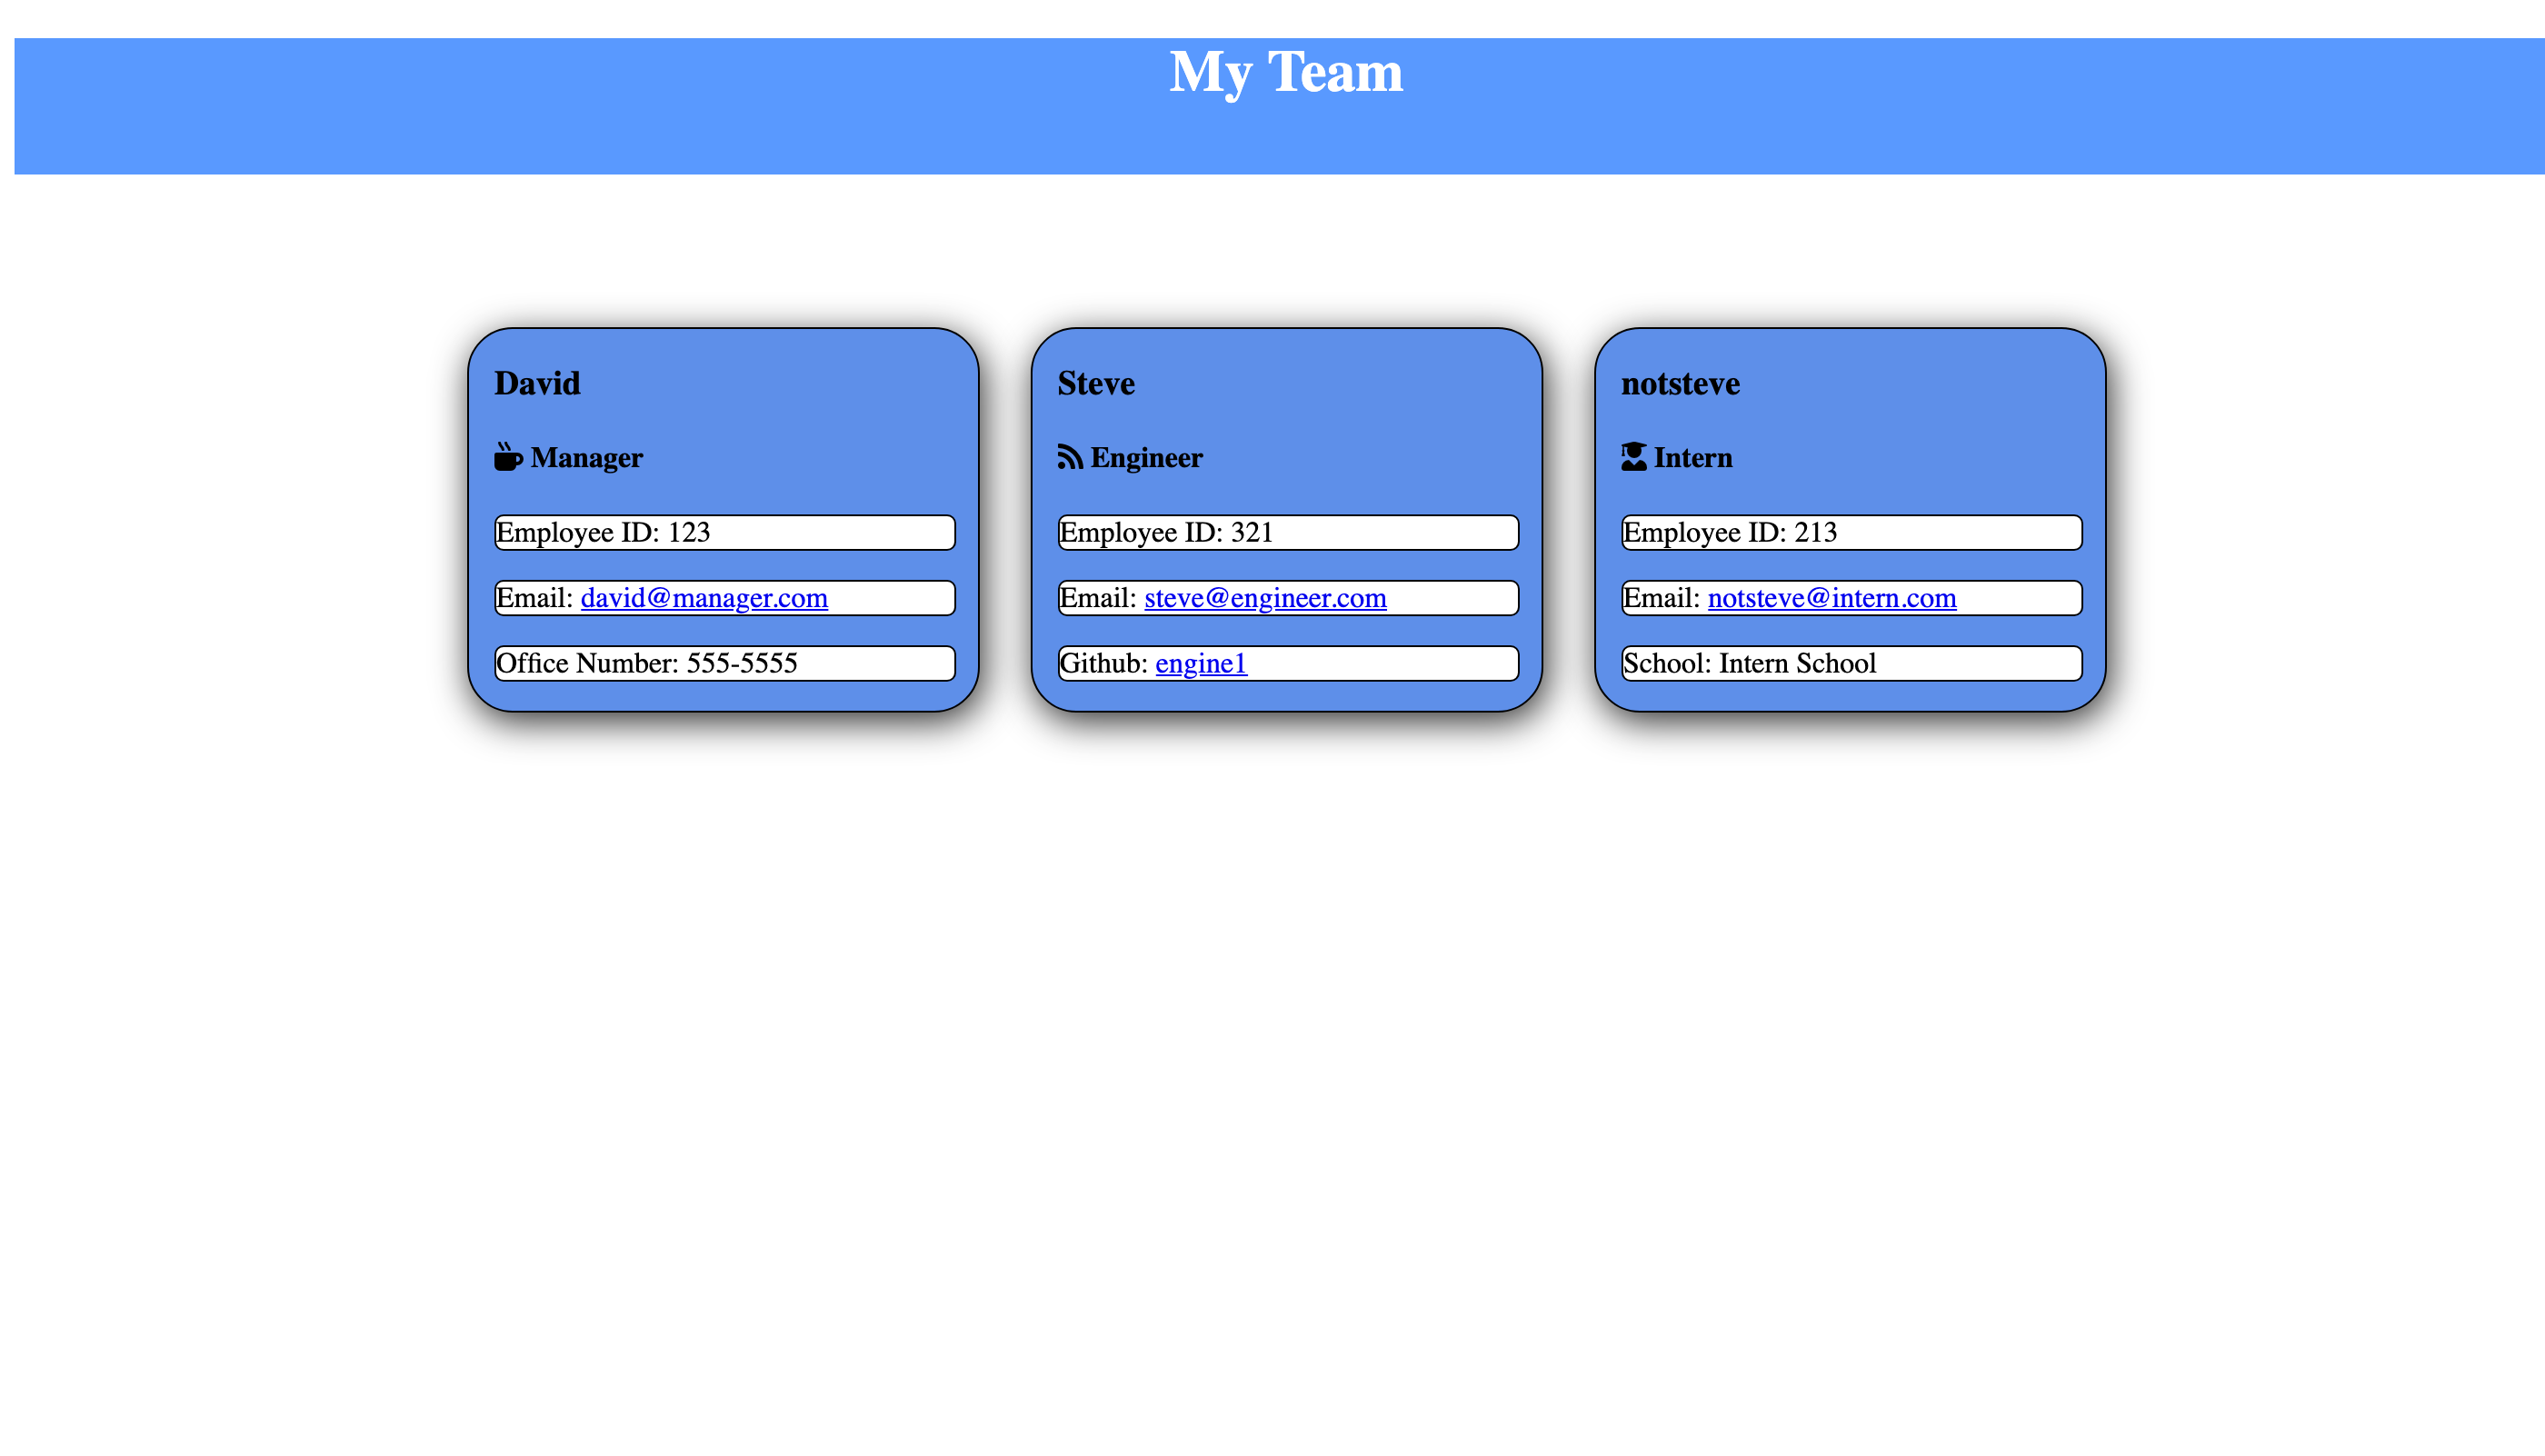 My Team
David
Manager
Employee ID: 123
Email: david@manager.com
Office Number: 555-5555
Steve
Engineer
Employee ID: 321
Email: steve@engineer.com
Github: engine1
notsteve
Intern
Employee ID: 213
Email: notsteve@intern.com
School: Intern School